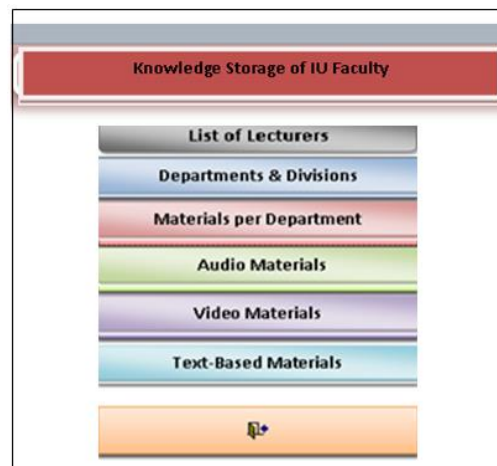 Knowledge Storage of IU Faculty
List of Lecturers
Departments & Divisions
Materials per Department
Audio Materials
Video Materials
Text-Based Materials